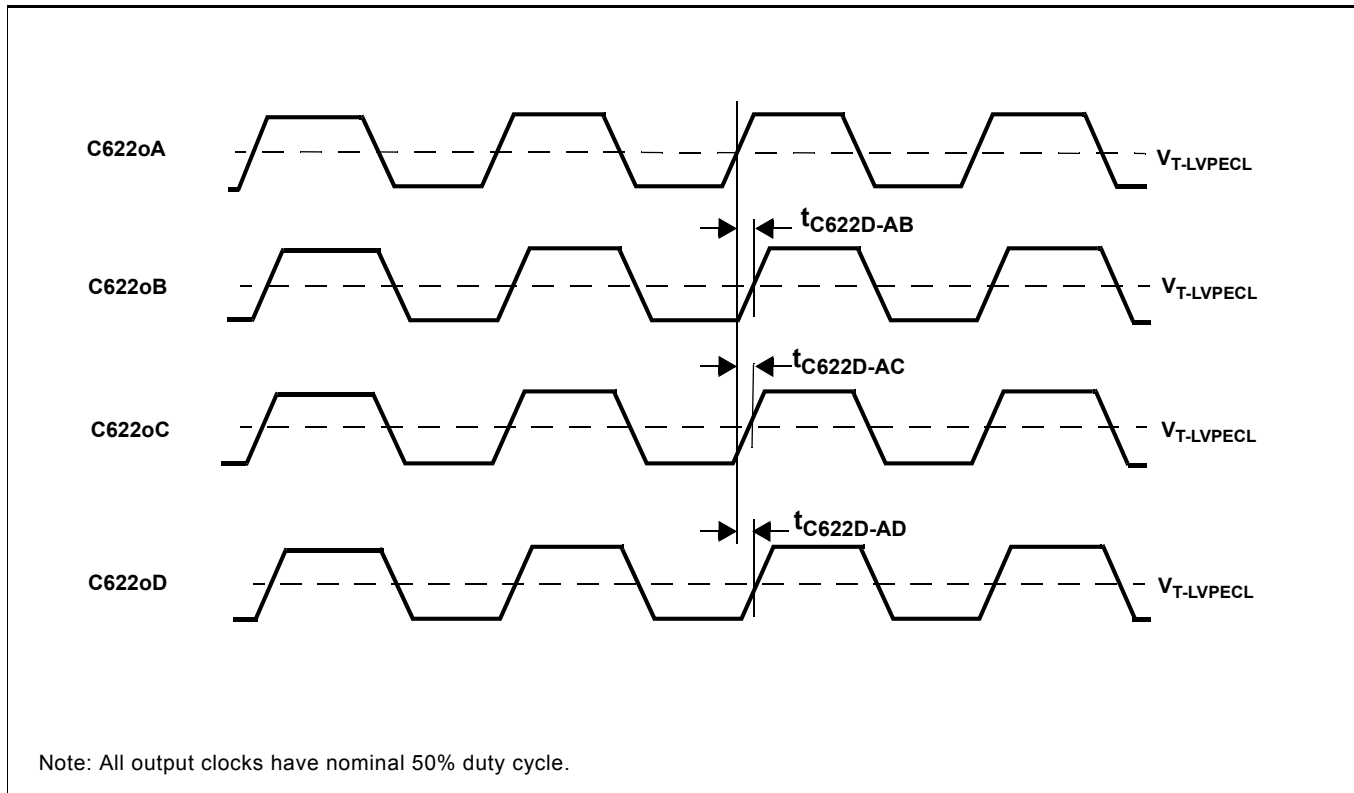 C622oA
VT-LVPECL
tC622D-AB
C622oB
VT-LVPECL
tC622D-AC
C622oC
VT-LVPECL
tC622D-AD
C622oD
VT-LVPECL
Note: All output clocks have nominal 50% duty cycle.